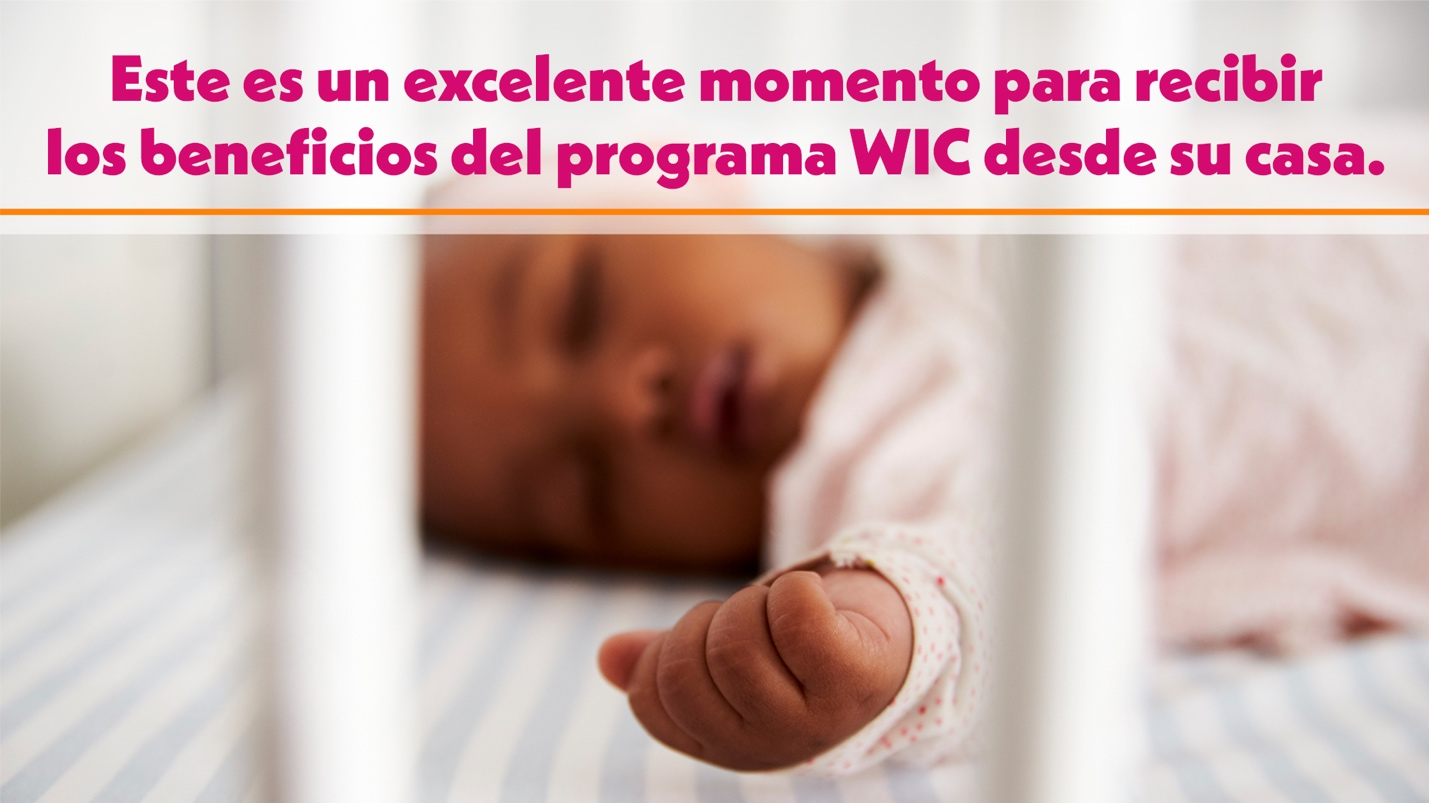 Este es un excelente momento para recibir
los beneficios del programa WIC desde su casa.